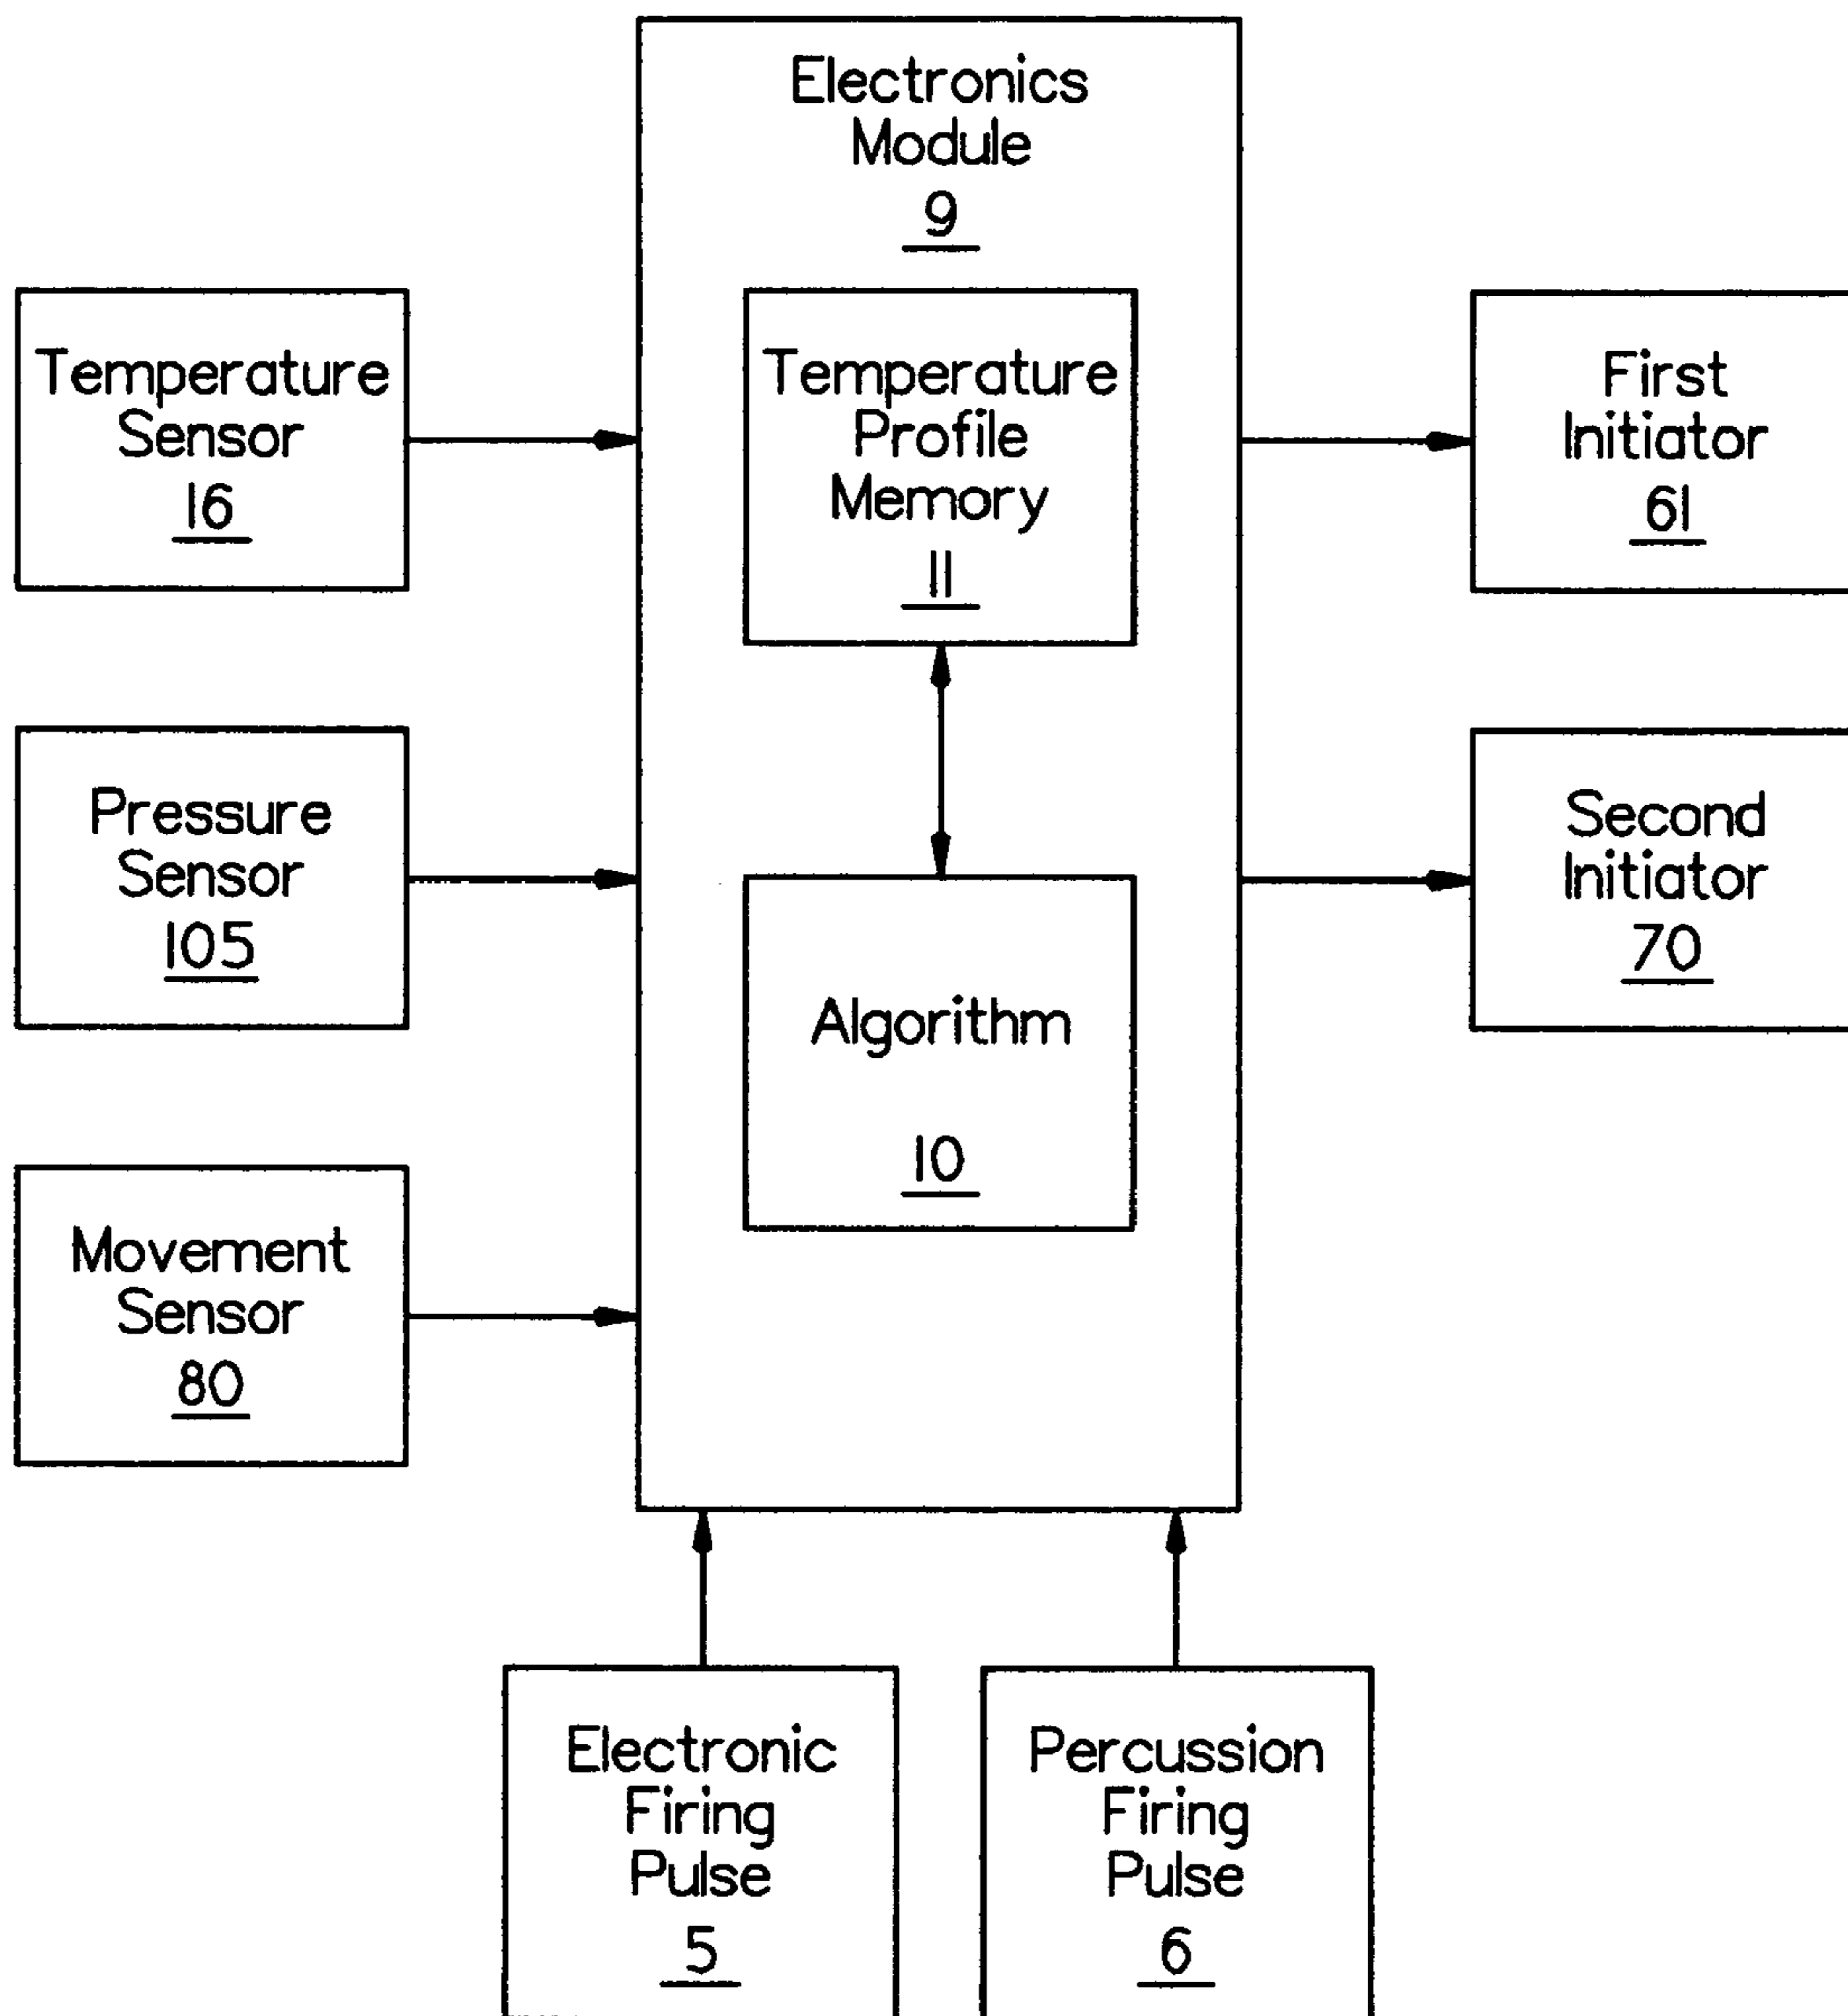 Electronics
Module
9
Temperature
Sensor
16
Temperature
Profile
Memory
11
First
Initiator
61
Pressure
Sensor
105
Second
Initiator
70
Algorithm
10
Movement
Sensor
80
Electronic
Firing
Pulse
5
Percussion
Firing
Pulse
6